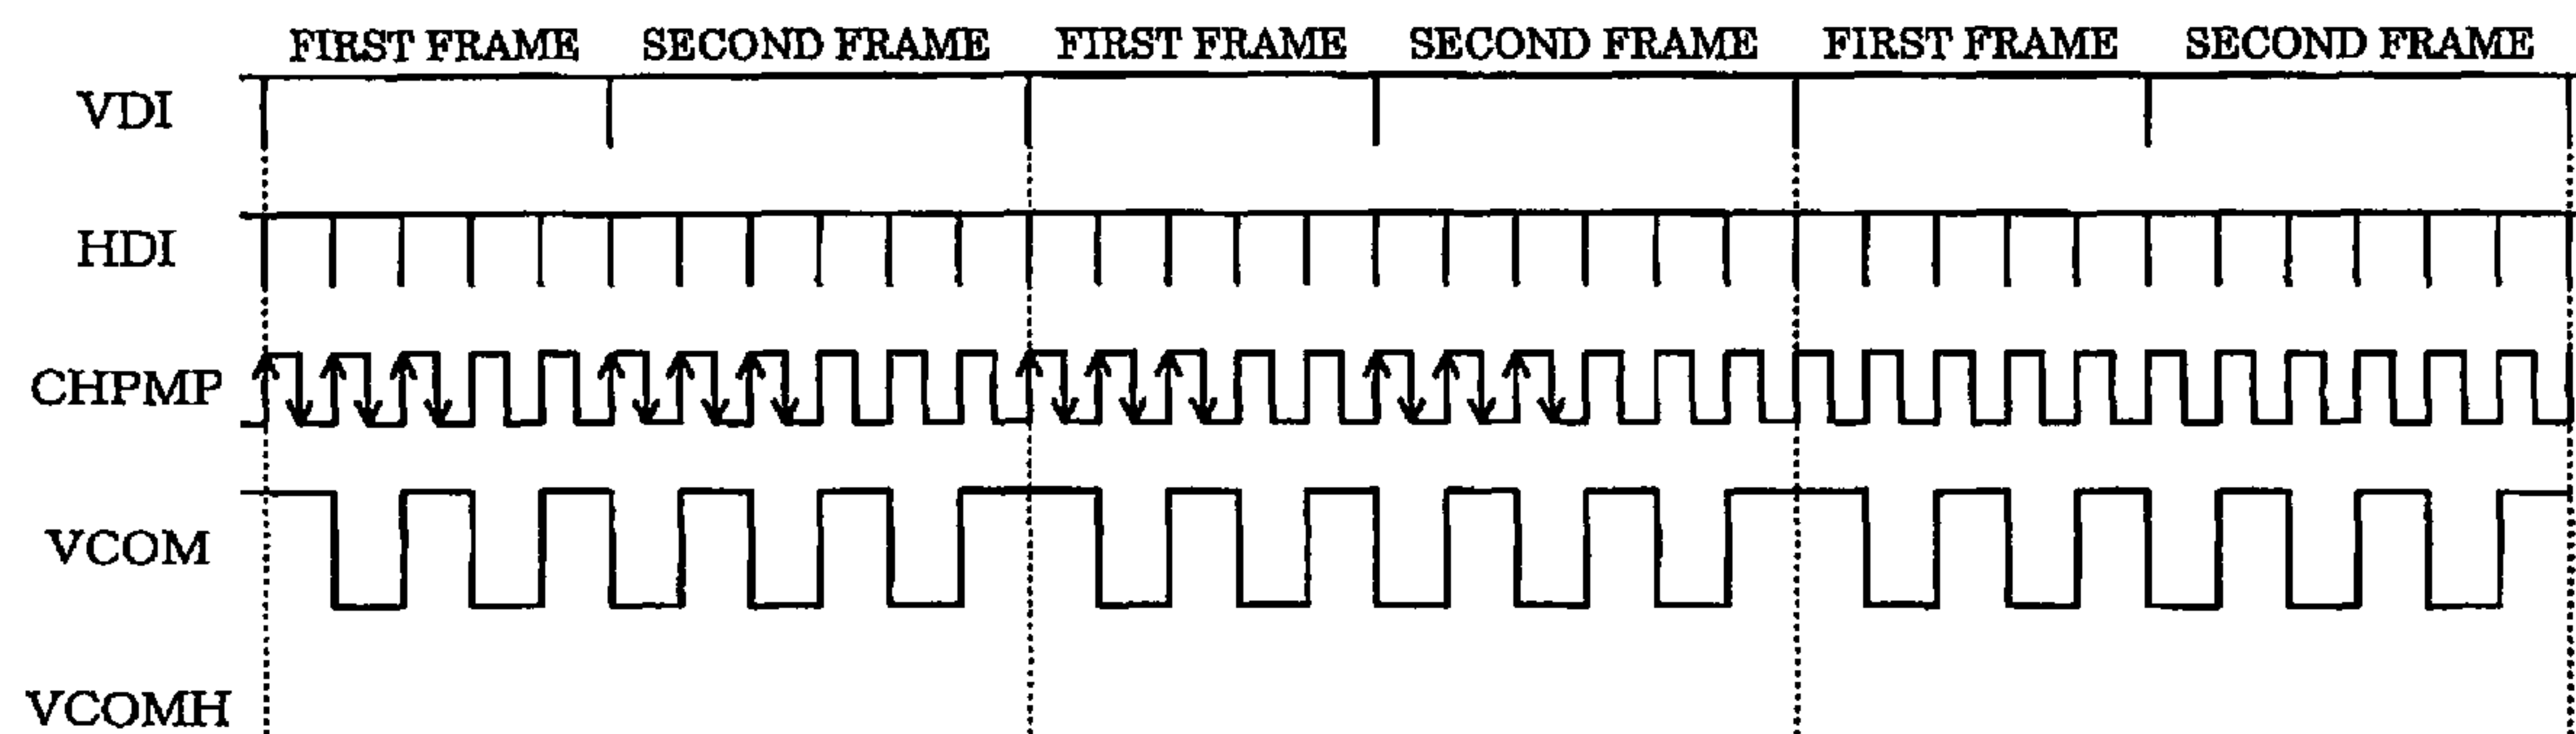 FIRST FRAME SECOND FRAME FIRST FRAME SECOND FRAME FIRST FRAME SECOND FRAME
VDI
HDI
CHPMP
VCOM
VCOMH